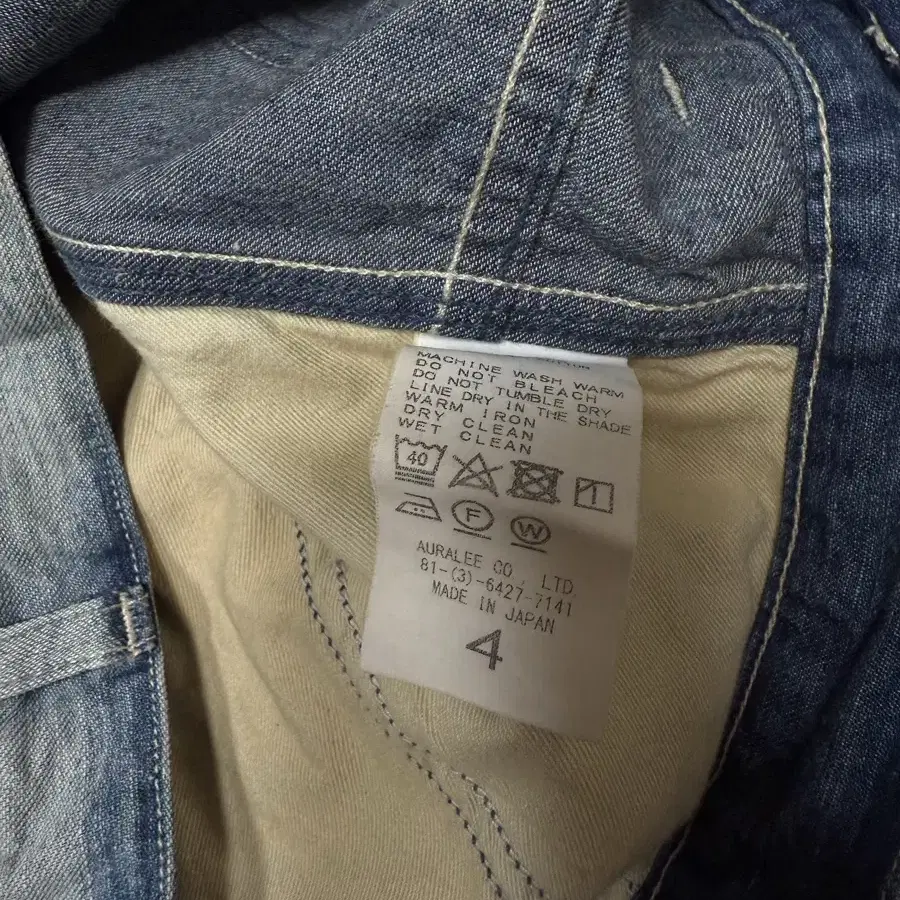 MACHINE WASH WARM
DO NOT BLEACH
DO NOT TUMBLE DRY
LINE DRY IN THE SHADE
WARM IRON
DRY CLEAN
WET CLEAN
40
F W
AURALEE CO., LTD.
81-(3)-6427-7141
MADE IN JAPAN
4